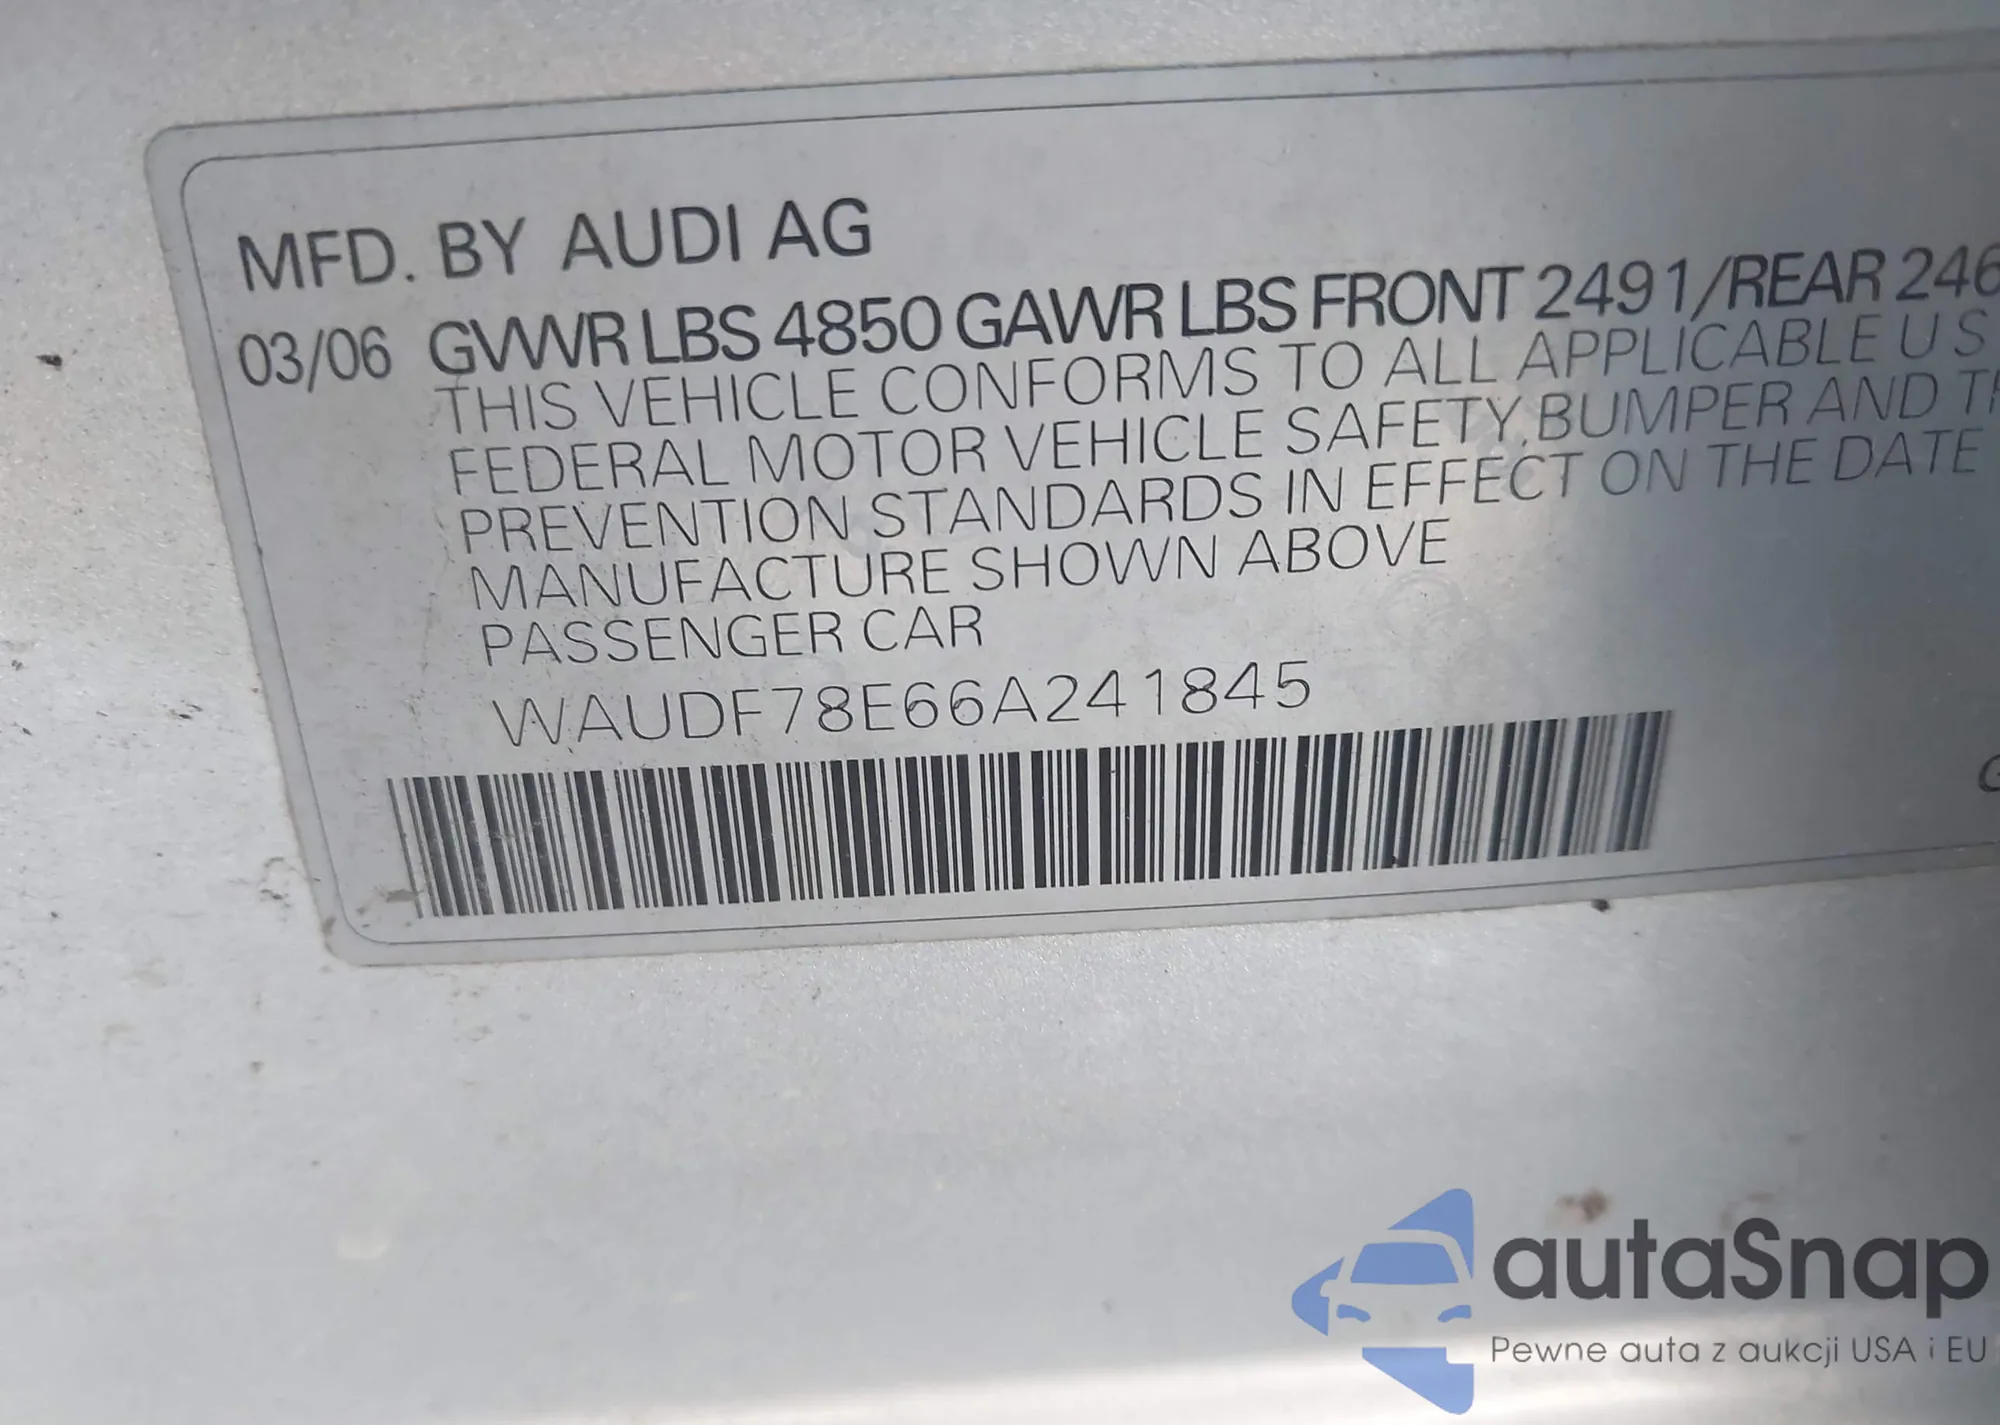 MFD. BY AUDI AG
03/06 GVWR LBS 4850 GAWR LBS FRONT 2491/REAR 246
THIS VEHICLE CONFORMS TO ALL APPLICABLE U S
FEDERAL MOTOR VEHICLE SAFETY, BUMPER AND
PREVENTION STANDARDS IN EFFECT ON THE DATE
MANUFACTURE SHOWN ABOVE
PASSENGER CAR
WAUDF78E66A241845
autaSnap
Pewne auta z aukcji USA i EU